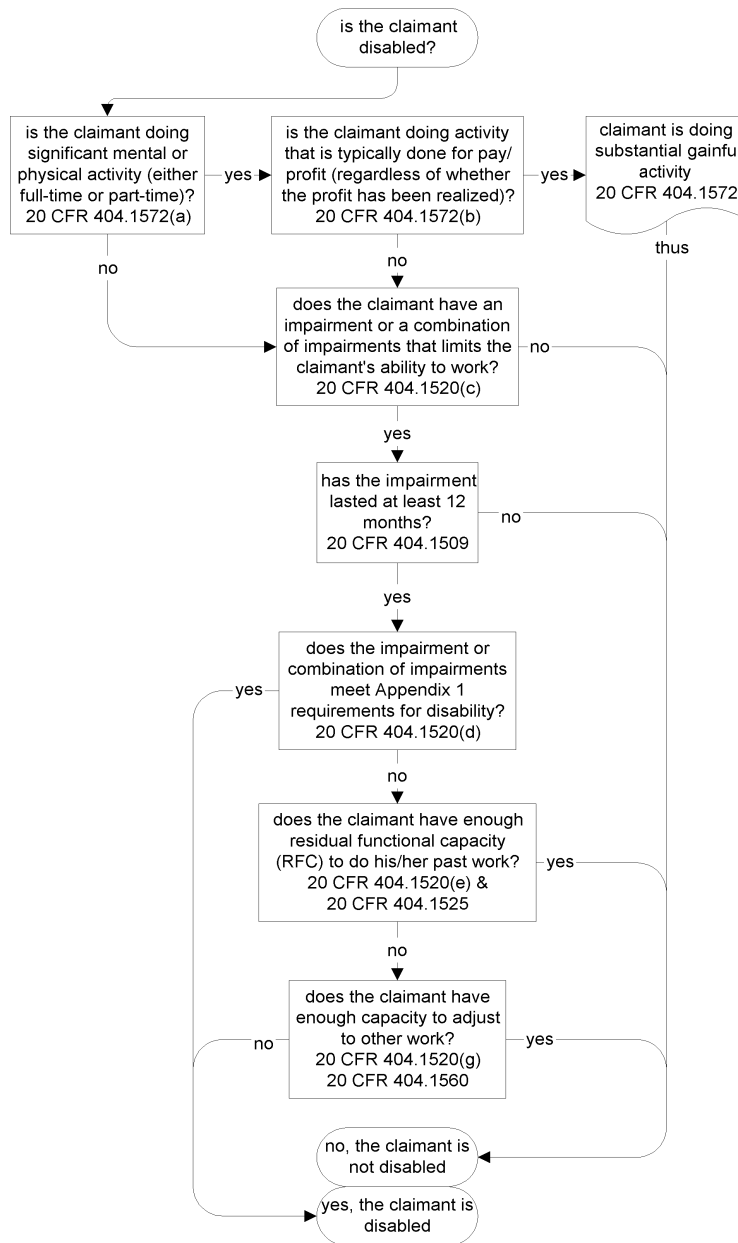 is the claimant
disabled?
is the claimant doing
significant mental or
physical activity (either
full-time or part-time)?
20 CFR 404.1572(a)
yes
is the claimant doing activity
that is typically done for pay/
profit (regardless of whether
the profit has been realized)?
20 CFR 404.1572(b)
yes
claimant is doing
substantial gainfu
activity
20 CFR 404.1572
thus
no
no
does the claimant have an
impairment or a combination
of impairments that limits the
claimant's ability to work?
20 CFR 404.1520(c)
no
yes
has the impairment
lasted at least 12
months?
20 CFR 404.1509
no
yes
does the impairment or
combination of impairments
meet Appendix 1
requirements for disability?
20 CFR 404.1520(d)
yes
no
does the claimant have enough
residual functional capacity
(RFC) to do his/her past work?
20 CFR 404.1520(e) &
20 CFR 404.1525
yes
no
does the claimant have
enough capacity to adjust
to other work?
20 CFR 404.1520(g)
20 CFR 404.1560
no
yes
no, the claimant is
not disabled
yes, the claimant is
disabled